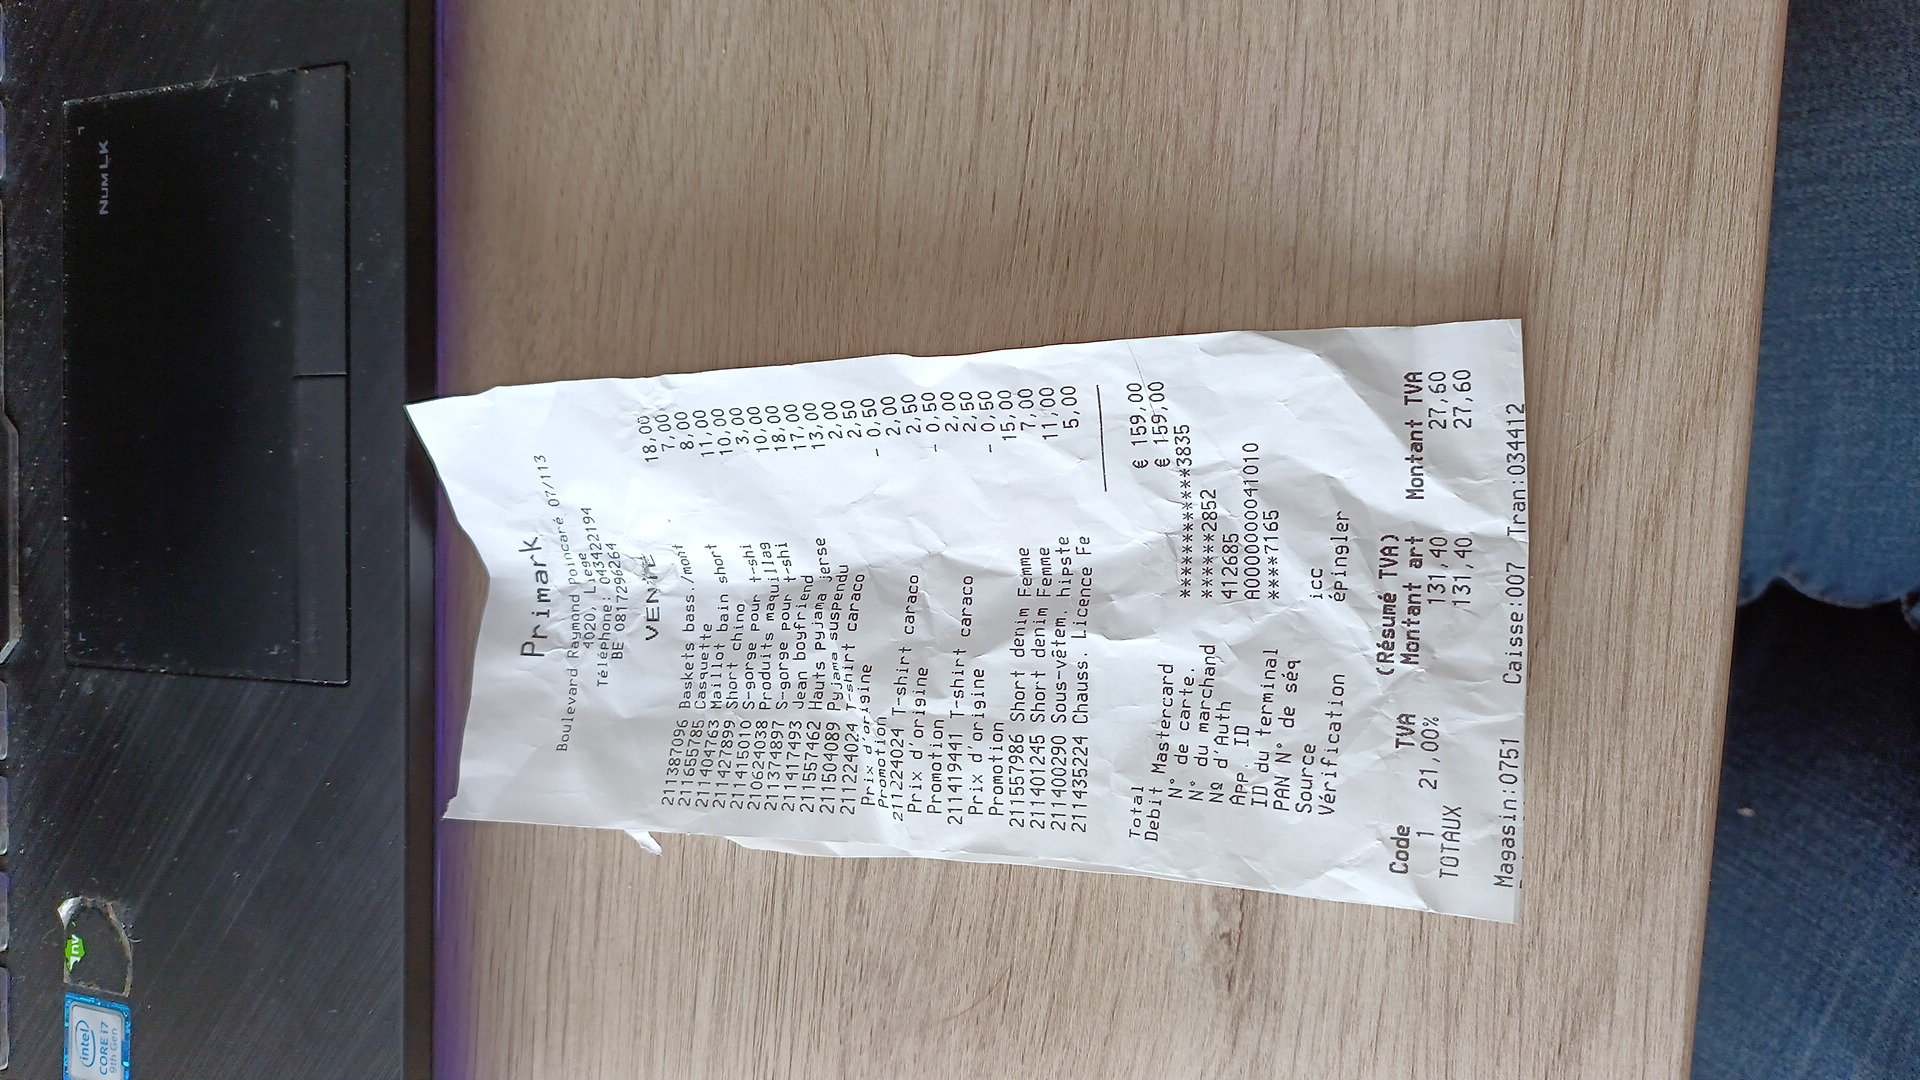 Primark
Boulevard Raymond Poincaré 07/113
4020, Liege
Téléphone: 043422194
BE 0817296264
VENTE
211387096 Baskets bass./mont 18,00
211655785 Casquette 7,00
211404763 Maillot bain short 8,00
211427899 Short chino 11,00
211415010 S-gorge pour t-shi 10,00
210624038 Produits maquillag 3,00
211374897 S-gorge pour t-shi 10,00
211417493 Jean boyfriend 18,00
211557462 Hauts pyjama jerse 17,00
211504089 Pyjama suspendu 13,00
211224024 T-shirt caraco 2,00
Prix d'origine 2,50
Promotion - 0,50
211224024 T-shirt caraco 2,00
Prix d'origine 2,50
Promotion - 0,50
211419441 T-shirt caraco 2,00
Prix d'origine 2,50
Promotion - 0,50
211557986 Short denim Femme 15,00
211401245 Short denim Femme 7,00
211400290 Sous-vêtem. hipste 11,00
211435224 Chauss. Licence Fe 5,00
Total € 159,00
Debit Mastercard € 159,00
N° de carte. ************3835
N° du marchand ******2852
Nº d'Auth 412685
App. ID A0000000041010
ID du terminal ****7165
PAN N° de séq
Source icc
Vérification épingler
(Résumé TVA)
Code TVA Montant art Montant TVA
1 21,00% 131,40 27,60
TOTAUX 131,40 27,60
Magasin:0751 Caisse:007 Tran:034412
NUM LK
intel
CORE i7
9th Gen